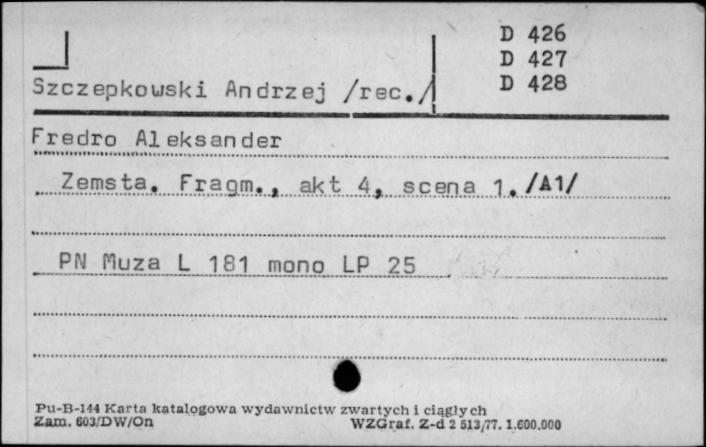 D 426
D 427
D 428
Szczepkowski Andrzej /rec./
Fredro Aleksander
Zemsta. Fragm., akt 4, scena 1. /A1/
PN Muza L 181 mono LP 25
Pu-B-144 Karta katalogowa wydawnictw zwartych i ciągłych
Zam. 603/DW/On WZGraf. Z-d 2 513/77. 1.600.000